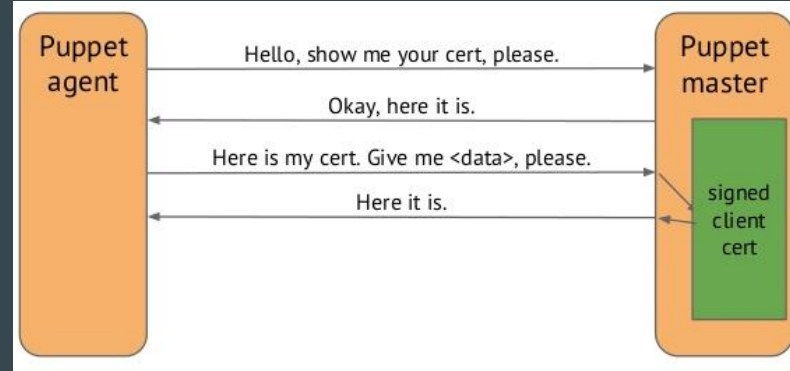 Puppet
agent
Hello, show me your cert, please.
Okay, here it is.
Here is my cert. Give me <data>, please.
Here it is.
Puppet
master
signed
client
cert